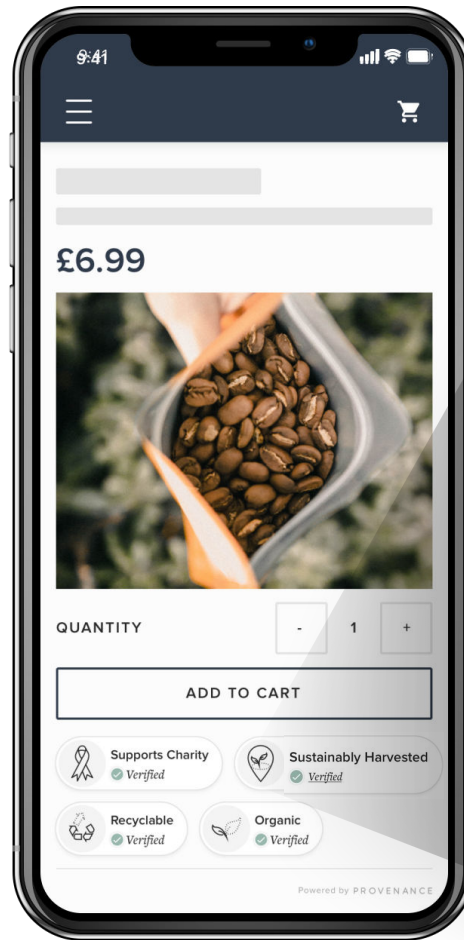 9:41
£6.99
QUANTITY
-
1
+
ADD TO CART
Supports Charity
Verified
Sustainably Harvested
Verified
Recyclable
Verified
Organic
Verified
Powered by PROVENANCE